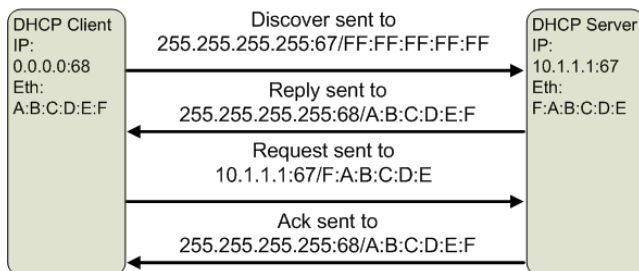 DHCP Client
IP:
0.0.0.0:68
Eth:
A:B:C:D:E:F
Discover sent to
255.255.255.255:67/FF:FF:FF:FF:FF
Reply sent to
255.255.255.255:68/A:B:C:D:E:F
Request sent to
10.1.1.1:67/F:A:B:C:D:E
Ack sent to
255.255.255.255:68/A:B:C:D:E:F
DHCP Server
IP:
10.1.1.1:67
Eth:
F:A:B:C:D:E